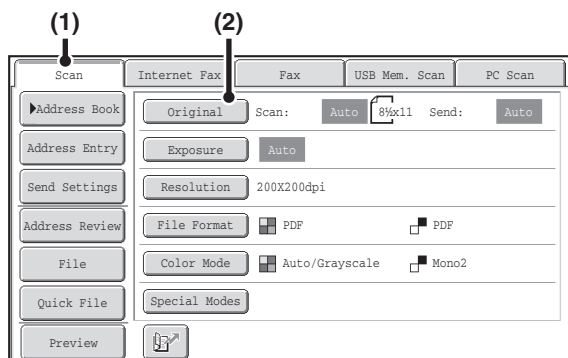 (1) (2)
Scan Internet Fax Fax USB Mem. Scan PC Scan
Address Book Original Scan: Auto 8½x11 Send: Auto
Address Entry Exposure Auto
Send Settings Resolution 200X200dpi
Address Review File Format PDF PDF
File Color Mode Auto/Grayscale Mono2
Quick File Special Modes
Preview